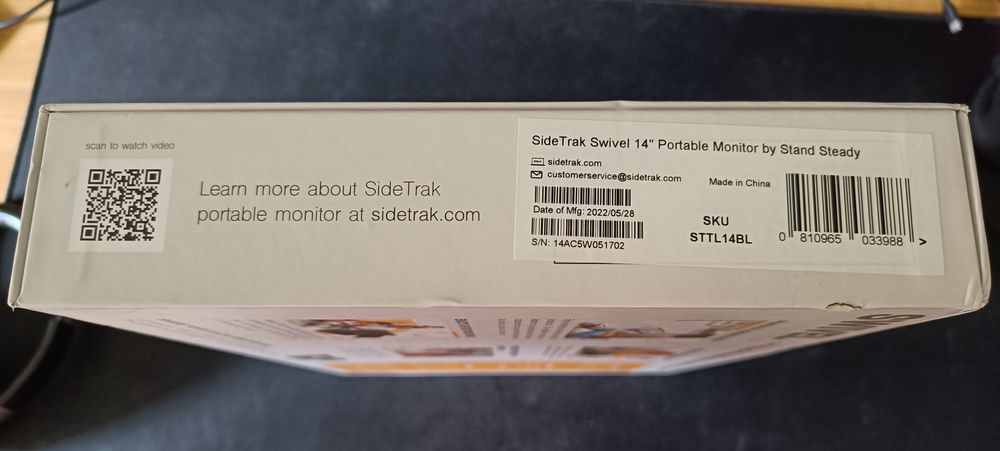 scan to watch video
Learn more about SideTrak
portable monitor at sidetrak.com
SideTrak Swivel 14" Portable Monitor by Stand Steady
sidetrak.com
customerservice@sidetrak.com
Made in China
Date of Mfg: 2022/05/28
S/N: 14AC5W051702
SKU
STTL14BL
0 810965 033988 >